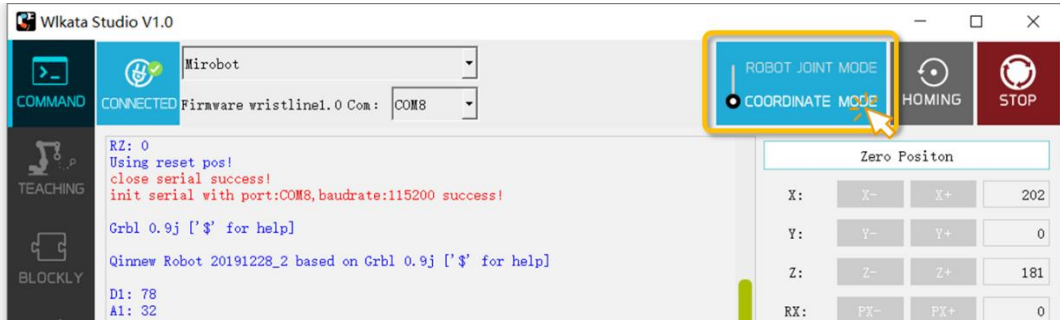 Wlkata Studio V1.0
COMMAND
CONNECTED
Mirobot
Firmware wristline1.0 Com: COM8
ROBOT JOINT MODE
COORDINATE MODE
HOMING
STOP
TEACHING
BLOCKLY
RZ: 0
Using reset pos!
close serial success!
init serial with port:COM8,baudrate:115200 success!
Grbl 0.9j ['$' for help]
Qinnew Robot 20191228_2 based on Grbl 0.9j ['$' for help]
D1: 78
A1: 32
Zero Positon
X: X- X+ 202
Y: Y- Y+ 0
Z: Z- Z+ 181
RX: PX- PX+ 0